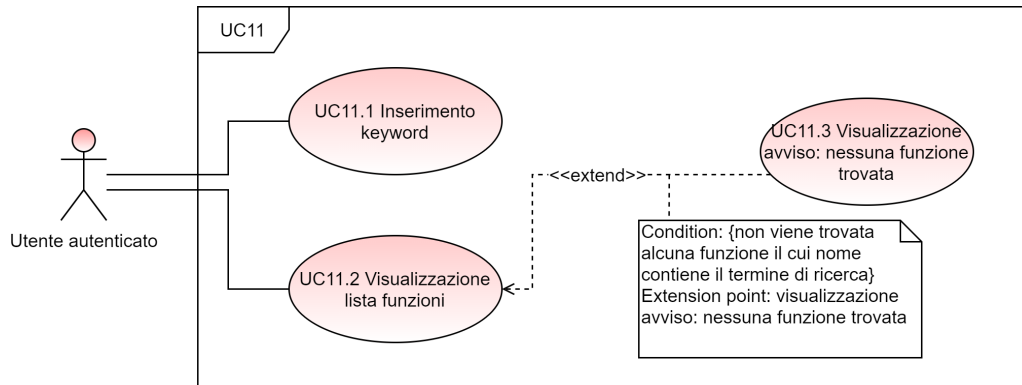 UC11
UC11.1 Inserimento
keyword
UC11.3 Visualizzazione
avviso: nessuna funzione
trovata
<<extend>>
Utente autenticato
Condition: {non viene trovata
alcuna funzione il cui nome
contiene il termine di ricerca}
Extension point: visualizzazione
avviso: nessuna funzione trovata
UC11.2 Visualizzazione
lista funzioni